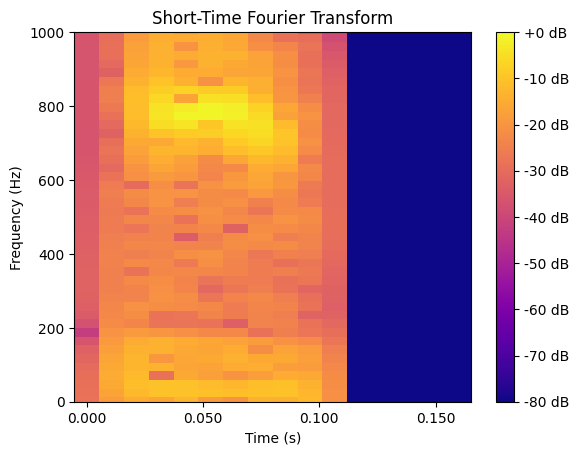 Short-Time Fourier Transform
1000
800
600
400
200
0
Frequency (Hz)
0.000
0.050
0.100
0.150
Time (s)
+0 dB
-10 dB
-20 dB
-30 dB
-40 dB
-50 dB
-60 dB
-70 dB
-80 dB